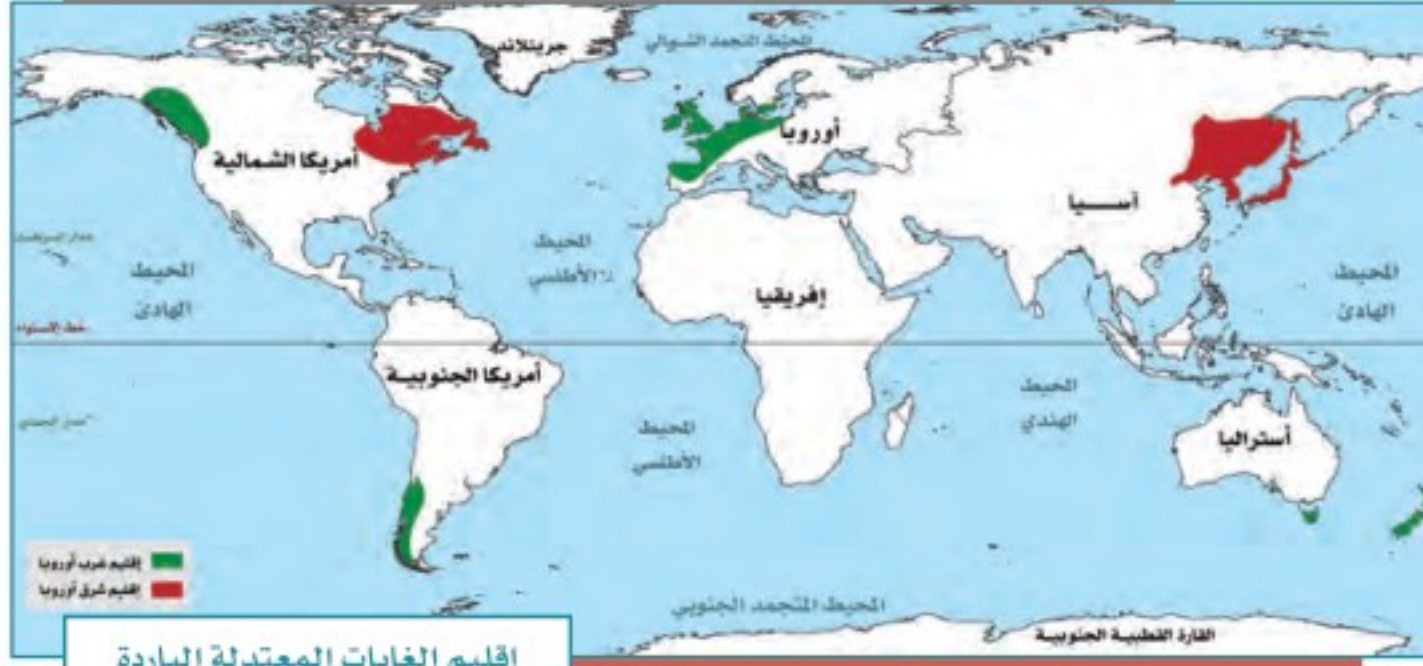 جرينلاند
المحيط المتجمد الشمالي
أوروبا
أمريكا الشمالية
آسيا
المحيط
الهادئ
المحيط
الأطلسي
إفريقيا
المحيط
الهادئ
خط الاستواء
أمريكا الجنوبية
المحيط
الهندي
المحيط
الأطلسي
أستراليا
إقليم غرب أوروبا
إقليم شرق أوروبا
المحيط المتجمد الجنوبي
القارة القطبية الجنوبية
إقليم الغابات المعتدلة الباردة